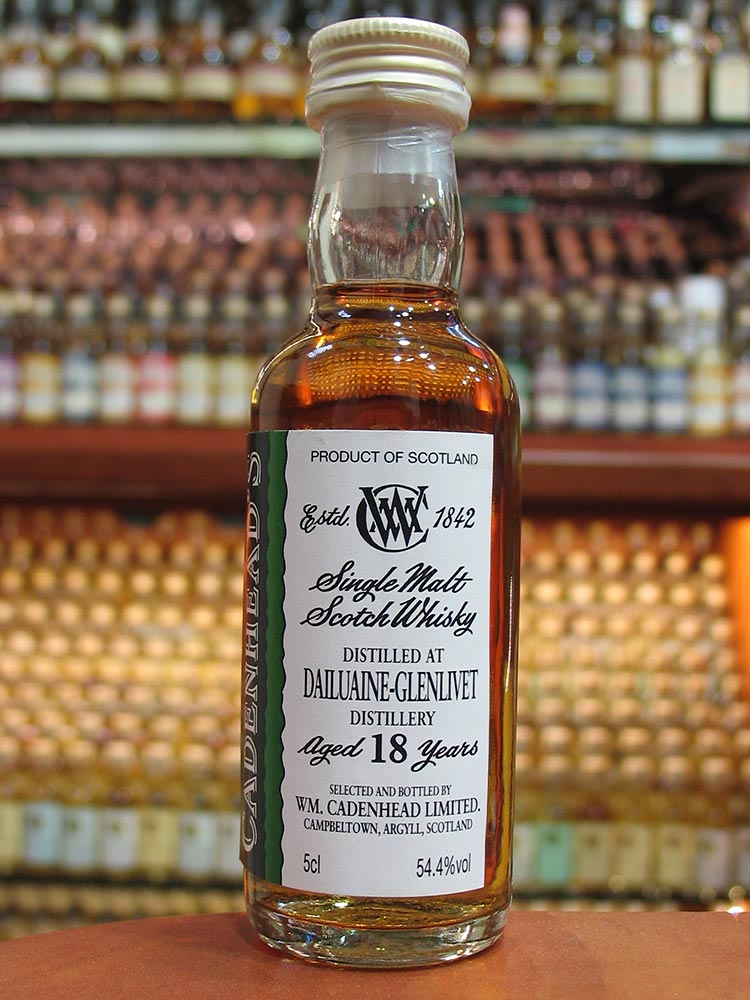 PRODUCT OF SCOTLAND
Estd. WMC 1842
Single Malt
Scotch Whisky
DISTILLED AT
DAILUAINE-GLENLIVET
DISTILLERY
Aged 18 Years
SELECTED AND BOTTLED BY
WM. CADENHEAD LIMITED.
CAMPBELTOWN, ARGYLL, SCOTLAND
5cl 54.4%vol
CADENHEAD'S